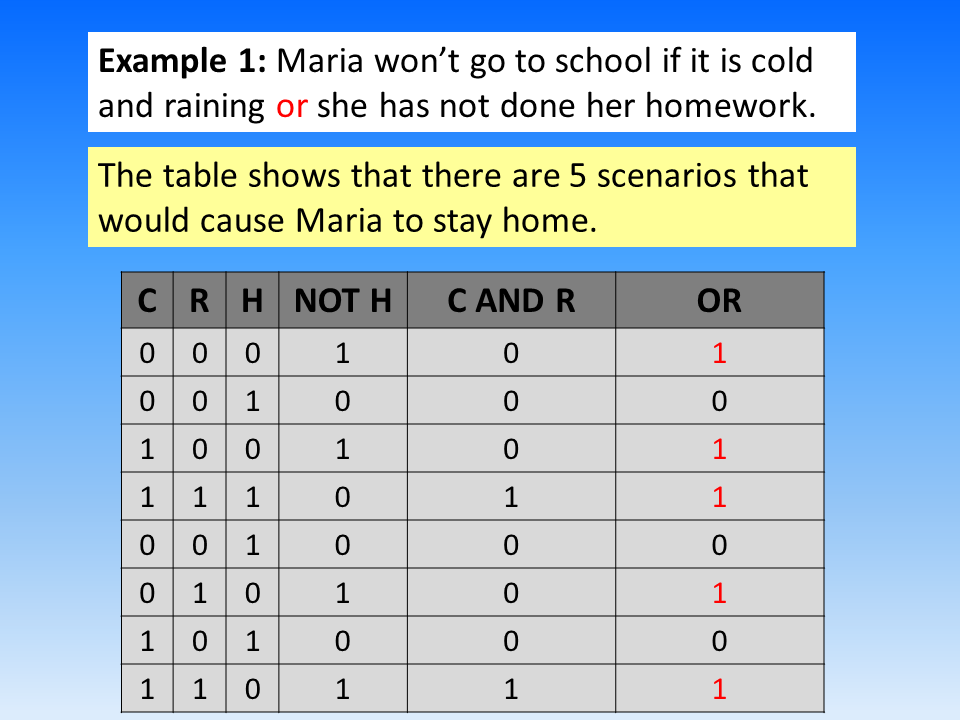 Example 1: Maria won’t go to school if it is cold
and raining or she has not done her homework.
The table shows that there are 5 scenarios that
would cause Maria to stay home.
C R H NOT H C AND R OR
0 0 0 1 0 1
0 0 1 0 0 0
1 0 0 1 0 1
1 1 1 0 1 1
0 0 1 0 0 0
0 1 0 1 0 1
1 0 1 0 0 0
1 1 0 1 1 1